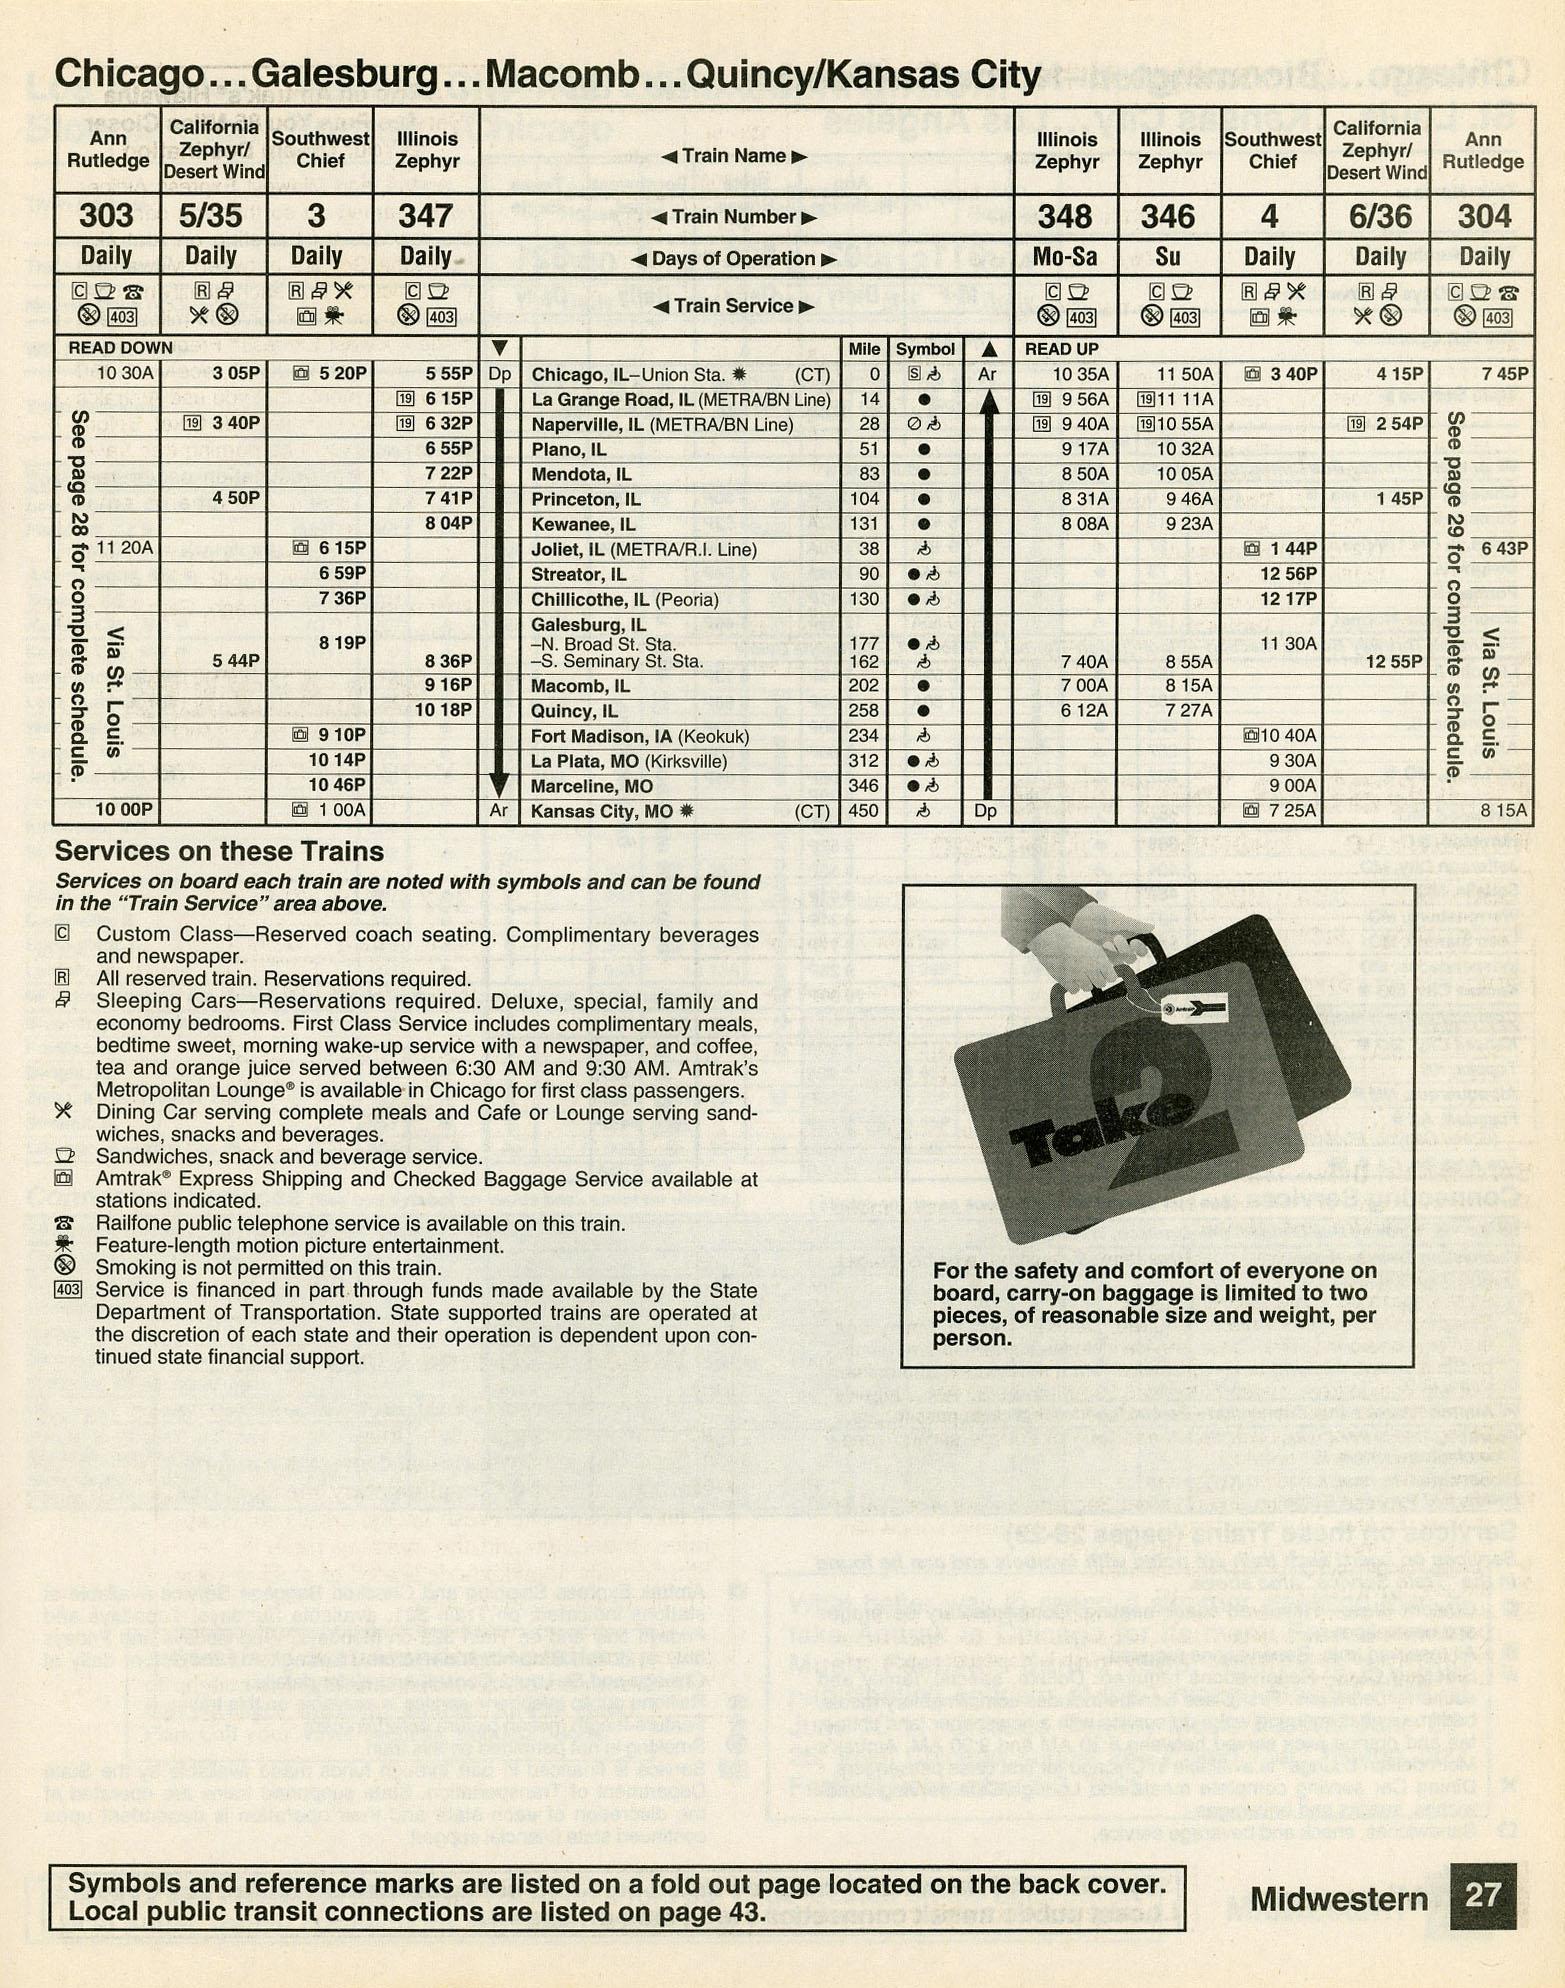 Chicago...Galesburg...Macomb...Quincy/Kansas City
Ann Rutledge | California Zephyr/ Desert Wind | Southwest Chief | Illinois Zephyr | ◄ Train Name ► | Illinois Zephyr | Illinois Zephyr | Southwest Chief | California Zephyr/ Desert Wind | Ann Rutledge
303 | 5/35 | 3 | 347 | ◄ Train Number ► | 348 | 346 | 4 | 6/36 | 304
Daily | Daily | Daily | Daily | ◄ Days of Operation ► | Mo-Sa | Su | Daily | Daily | Daily
C 403 | R | R | C 403 | ◄ Train Service ► | C 403 | C 403 | R | R | C 403
READ DOWN ▼ | Mile | Symbol | ▲ READ UP
10 30A | 3 05P | 5 20P | 5 55P | Dp | Chicago, IL–Union Sta. ✹ (CT) | 0 | S | Ar | 10 35A | 11 50A | 3 40P | 4 15P | 7 45P
19 6 15P | La Grange Road, IL (METRA/BN Line) | 14 | ● | 19 9 56A | 19 11 11A
19 3 40P | 19 6 32P | Naperville, IL (METRA/BN Line) | 28 | 19 9 40A | 19 10 55A | 19 2 54P
6 55P | Plano, IL | 51 | ● | 9 17A | 10 32A
7 22P | Mendota, IL | 83 | ● | 8 50A | 10 05A
4 50P | 7 41P | Princeton, IL | 104 | ● | 8 31A | 9 46A | 1 45P
8 04P | Kewanee, IL | 131 | ● | 8 08A | 9 23A
11 20A | 6 15P | Joliet, IL (METRA/R.I. Line) | 38 | 1 44P | 6 43P
6 59P | Streator, IL | 90 | ● | 12 56P
7 36P | Chillicothe, IL (Peoria) | 130 | ● | 12 17P
Galesburg, IL
8 19P | –N. Broad St. Sta. | 177 | ● | 11 30A
5 44P | 8 36P | –S. Seminary St. Sta. | 162 | 7 40A | 8 55A | 12 55P
9 16P | Macomb, IL | 202 | ● | 7 00A | 8 15A
10 18P | Quincy, IL | 258 | ● | 6 12A | 7 27A
9 10P | Fort Madison, IA (Keokuk) | 234 | 10 40A
10 14P | La Plata, MO (Kirksville) | 312 | ● | 9 30A
10 46P | Marceline, MO | 346 | ● | 9 00A
10 00P | 1 00A | Ar | Kansas City, MO ✹ (CT) | 450 | Dp | 7 25A | 8 15A
See page 28 for complete schedule.
Via St. Louis
See page 29 for complete schedule.
Via St. Louis
Services on these Trains
Services on board each train are noted with symbols and can be found
in the “Train Service” area above.
C Custom Class—Reserved coach seating. Complimentary beverages
and newspaper.
R All reserved train. Reservations required.
Sleeping Cars—Reservations required. Deluxe, special, family and
economy bedrooms. First Class Service includes complimentary meals,
bedtime sweet, morning wake-up service with a newspaper, and coffee,
tea and orange juice served between 6:30 AM and 9:30 AM. Amtrak's
Metropolitan Lounge® is available in Chicago for first class passengers.
Dining Car serving complete meals and Cafe or Lounge serving sand-
wiches, snacks and beverages.
Sandwiches, snack and beverage service.
Amtrak® Express Shipping and Checked Baggage Service available at
stations indicated.
Railfone public telephone service is available on this train.
Feature-length motion picture entertainment.
Smoking is not permitted on this train.
403 Service is financed in part through funds made available by the State
Department of Transportation. State supported trains are operated at
the discretion of each state and their operation is dependent upon con-
tinued state financial support.
Amtrak
Take 2
For the safety and comfort of everyone on
board, carry-on baggage is limited to two
pieces, of reasonable size and weight, per
person.
Symbols and reference marks are listed on a fold out page located on the back cover.
Local public transit connections are listed on page 43.
Midwestern 27